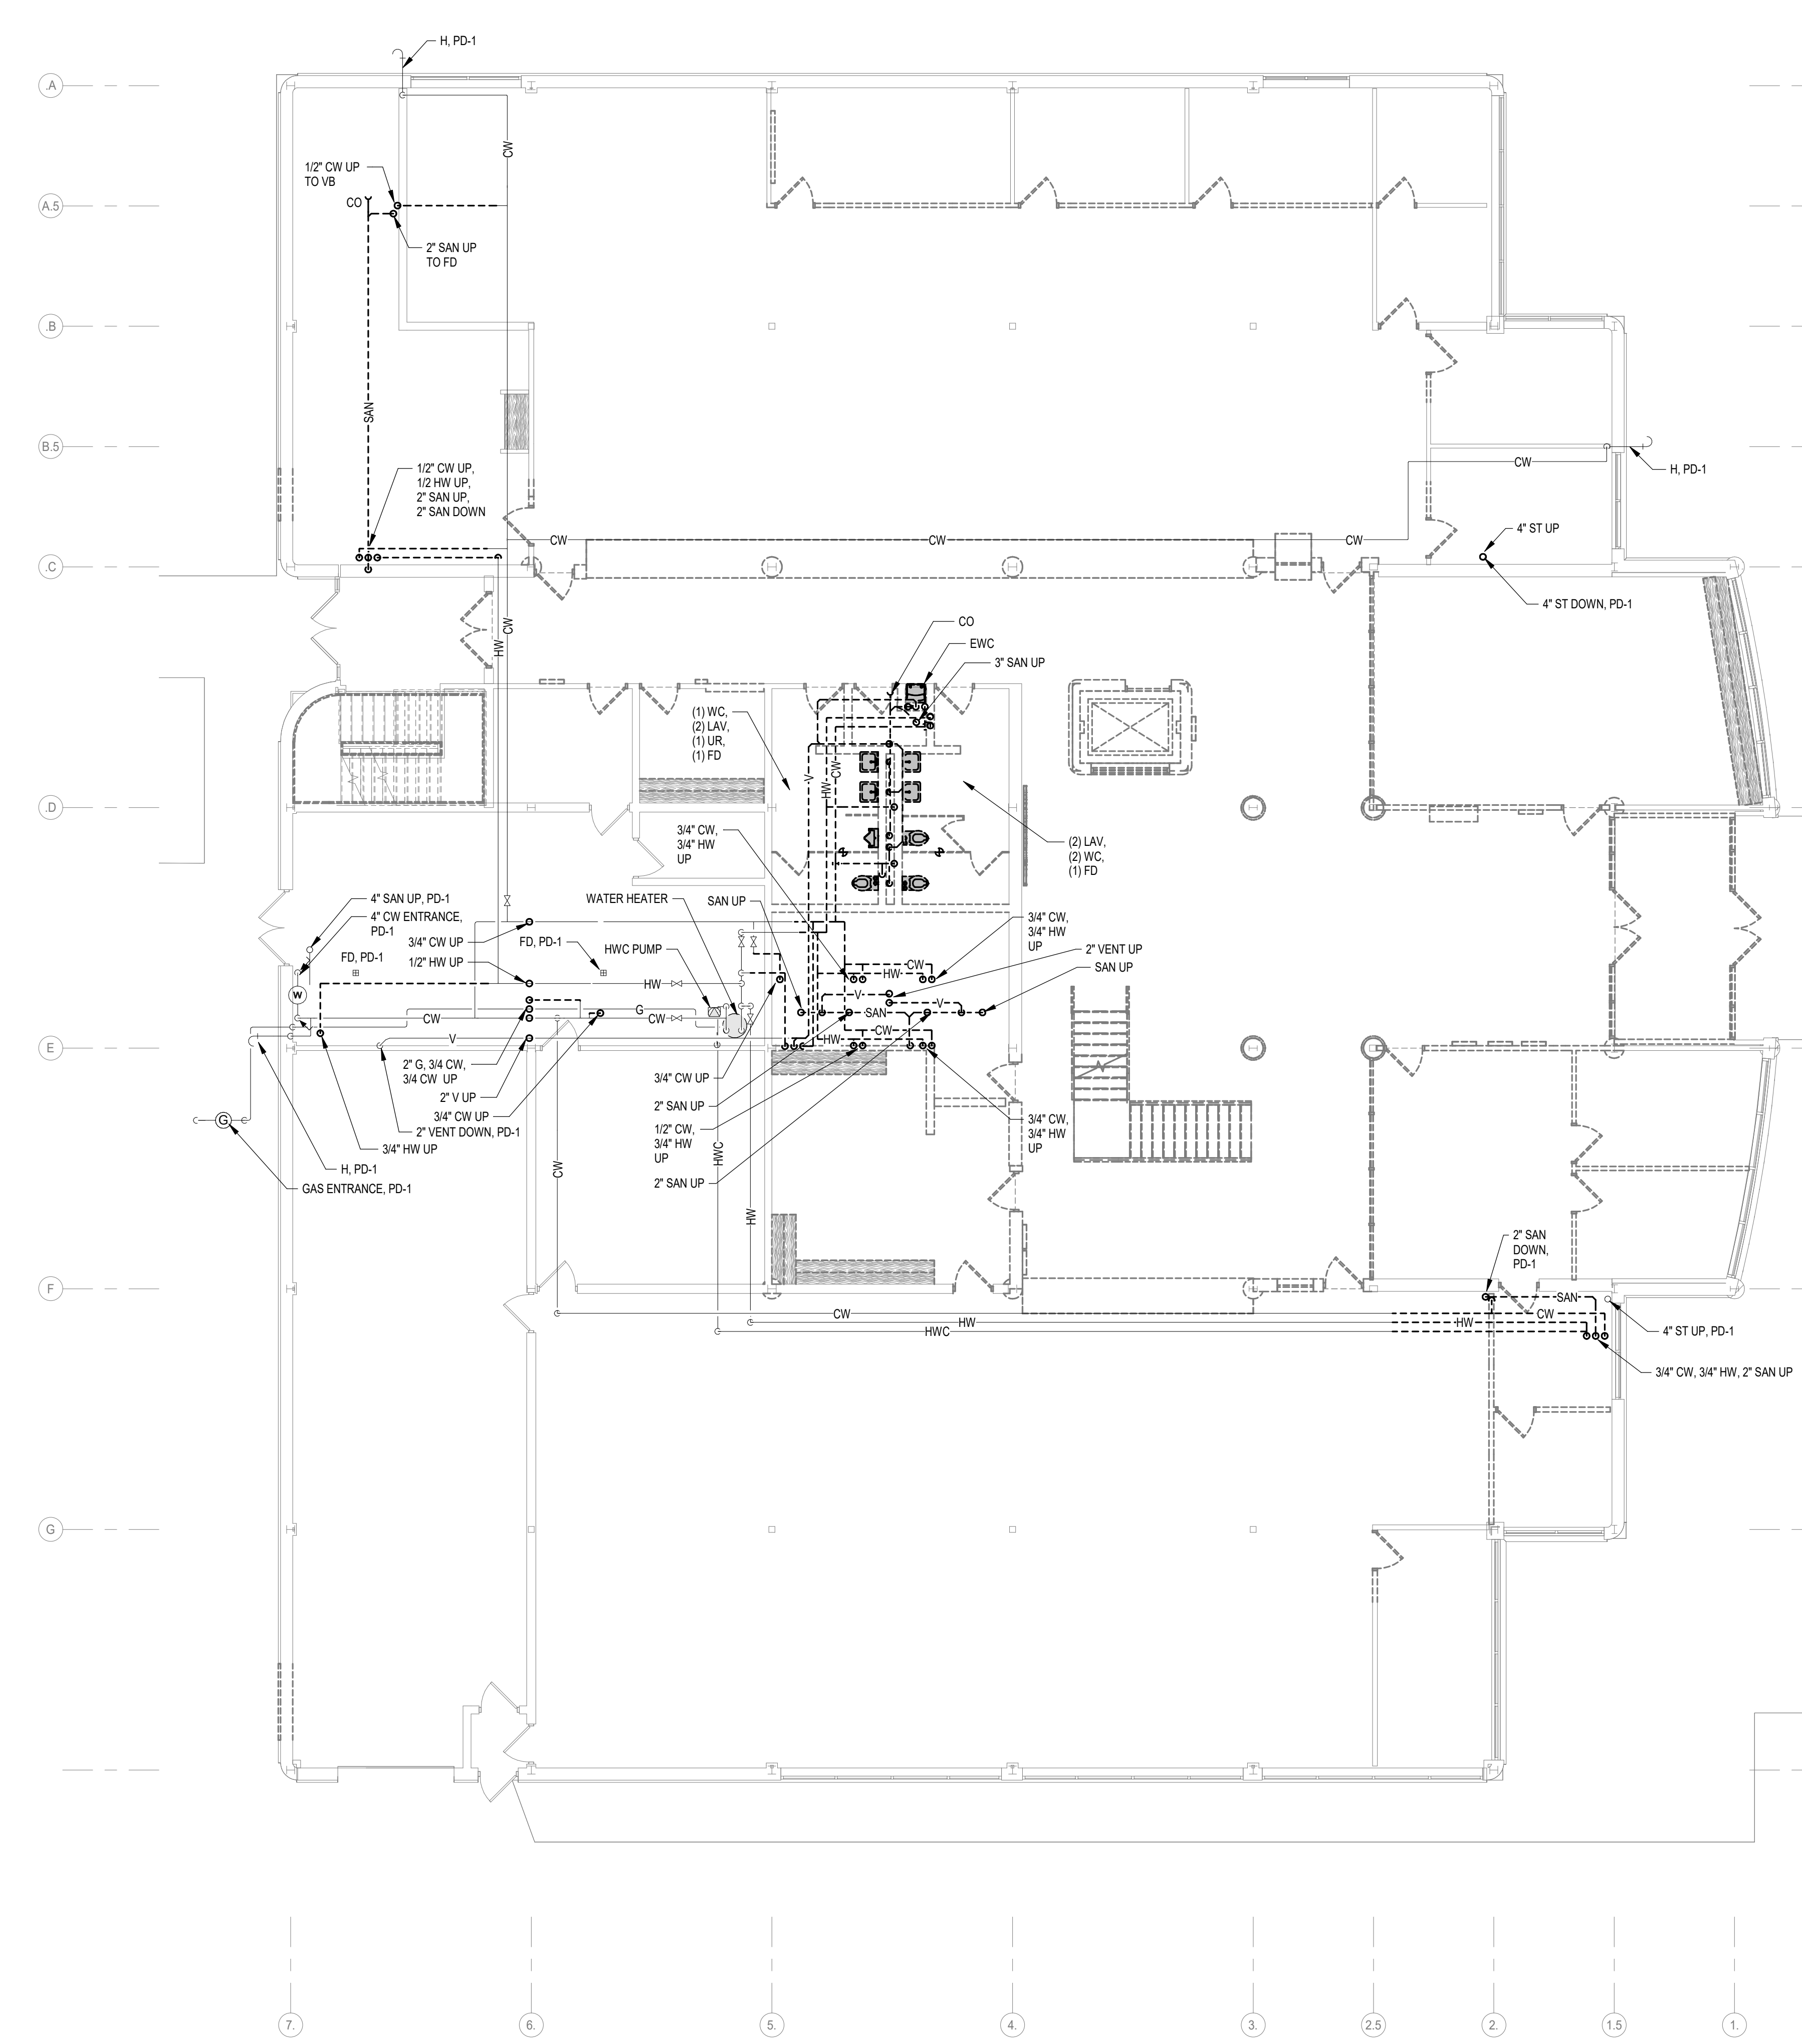 H, PD-1
.A
CW
1/2" CW UP
TO VB
CO
A.5
2" SAN UP
TO FD
.B
SAN
B.5
CW
H, PD-1
1/2" CW UP,
1/2 HW UP,
2" SAN UP,
2" SAN DOWN
4" ST UP
CW
CW
CW
.C
4" ST DOWN, PD-1
CO
CW
EWC
HW
3" SAN UP
(1) WC,
(2) LAV,
(1) UR,
(1) FD
V
HW
CW
.D
3/4" CW,
3/4" HW
UP
(2) LAV,
(2) WC,
(1) FD
4" SAN UP, PD-1
4" CW ENTRANCE,
PD-1
WATER HEATER
SAN UP
3/4" CW UP
FD, PD-1
HWC PUMP
3/4" CW,
3/4" HW
UP
FD, PD-1
1/2" HW UP
2" VENT UP
SAN UP
CW
HW
HW
W
V
V
G
SAN
CW
CW
CW
HW
V
E
2" G, 3/4 CW,
3/4 CW UP
2" V UP
3/4" CW UP
2" VENT DOWN, PD-1
3/4" HW UP
3/4" CW UP
2" SAN UP
1/2" CW,
3/4" HW
UP
2" SAN UP
3/4" CW,
3/4" HW
UP
G
H, PD-1
GAS ENTRANCE, PD-1
CW
HWC
HW
2" SAN
DOWN,
PD-1
F
SAN
CW
CW
HW
HW
HWC
4" ST UP, PD-1
3/4" CW, 3/4" HW, 2" SAN UP
G
7.
6.
5.
4.
3.
2.5
2.
1.5
1.